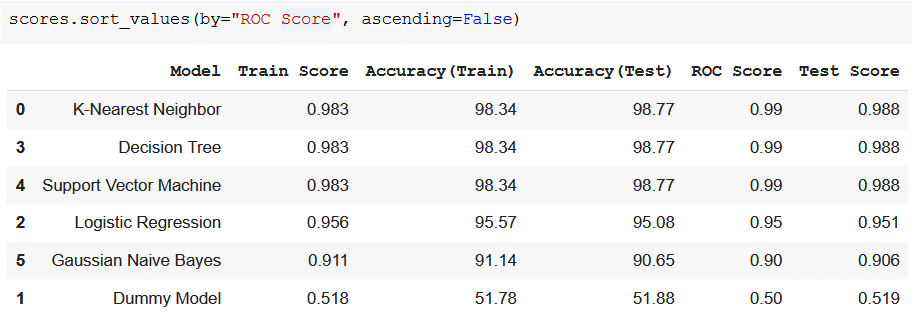 scores.sort_values(by="ROC Score", ascending=False)
Model Train Score Accuracy(Train) Accuracy(Test) ROC Score Test Score
0 K-Nearest Neighbor 0.983 98.34 98.77 0.99 0.988
3 Decision Tree 0.983 98.34 98.77 0.99 0.988
4 Support Vector Machine 0.983 98.34 98.77 0.99 0.988
2 Logistic Regression 0.956 95.57 95.08 0.95 0.951
5 Gaussian Naive Bayes 0.911 91.14 90.65 0.90 0.906
1 Dummy Model 0.518 51.78 51.88 0.50 0.519